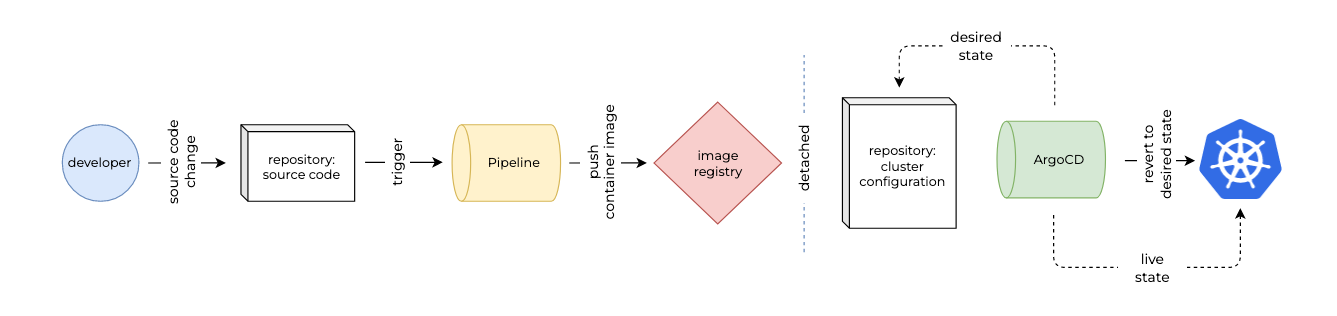 developer
source code
change
repository:
source code
trigger
Pipeline
push
container image
image
registry
detached
desired
state
repository:
cluster
configuration
ArgoCD
revert to
desired state
live
state